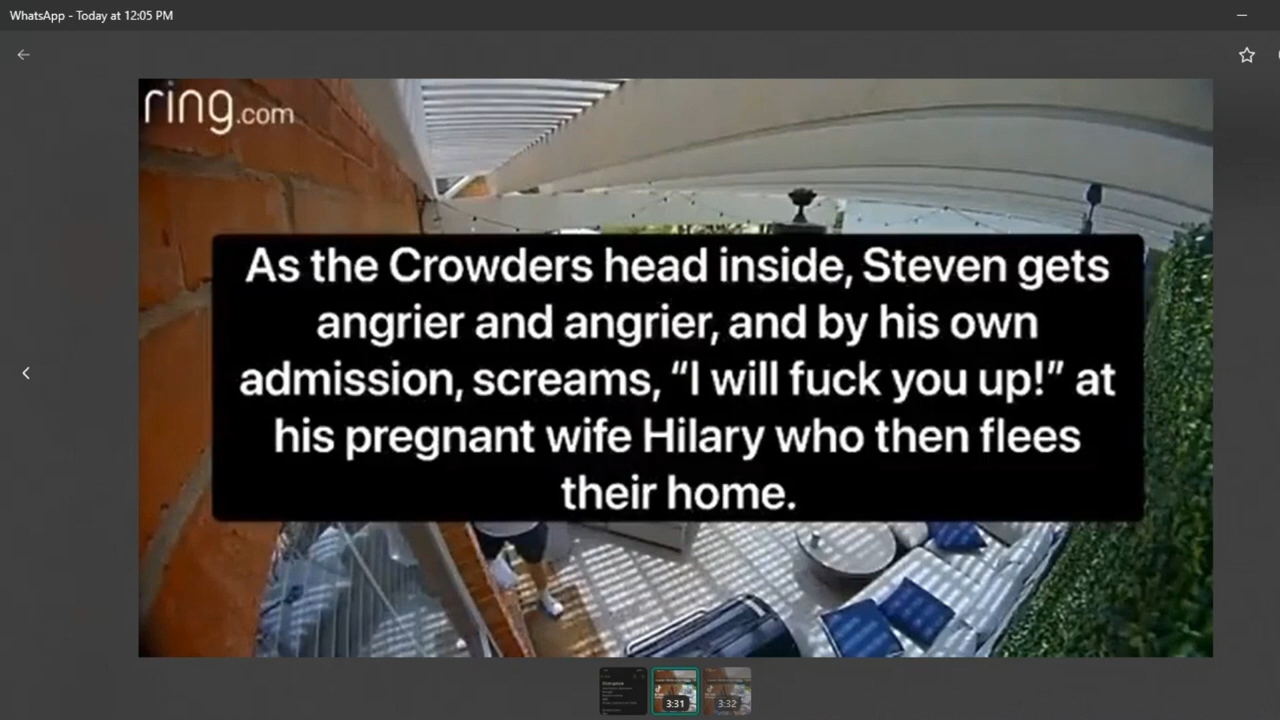 WhatsApp - Today at 12:05 PM
ring.com
As the Crowders head inside, Steven gets
angrier and angrier, and by his own
admission, screams, “I will fuck you up!” at
his pregnant wife Hilary who then flees
their home.
3:31
3:32